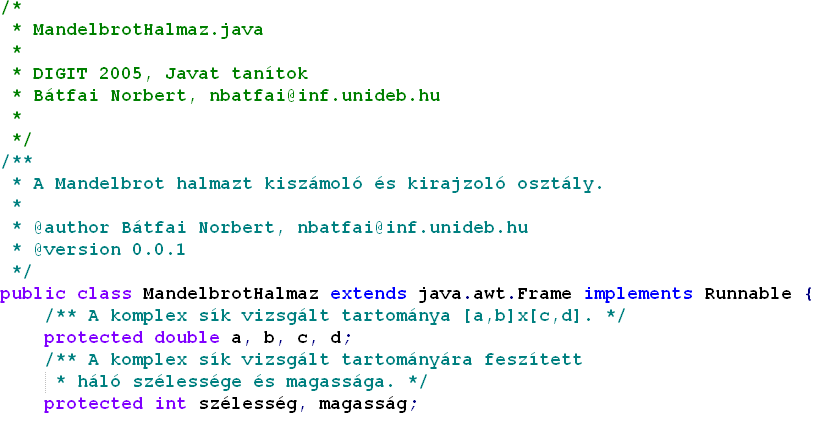 /*
 * MandelbrotHalmaz.java
 *
 * DIGIT 2005, Javat tanítok
 * Bátfai Norbert, nbatfai@inf.unideb.hu
 *
 */
/**
 * A Mandelbrot halmazt kiszámoló és kirajzoló osztály.
 *
 * @author Bátfai Norbert, nbatfai@inf.unideb.hu
 * @version 0.0.1
 */
public class MandelbrotHalmaz extends java.awt.Frame implements Runnable {
    /** A komplex sík vizsgált tartománya [a,b]x[c,d]. */
    protected double a, b, c, d;
    /** A komplex sík vizsgált tartományára feszített
     * háló szélessége és magassága. */
    protected int szélesség, magasság;